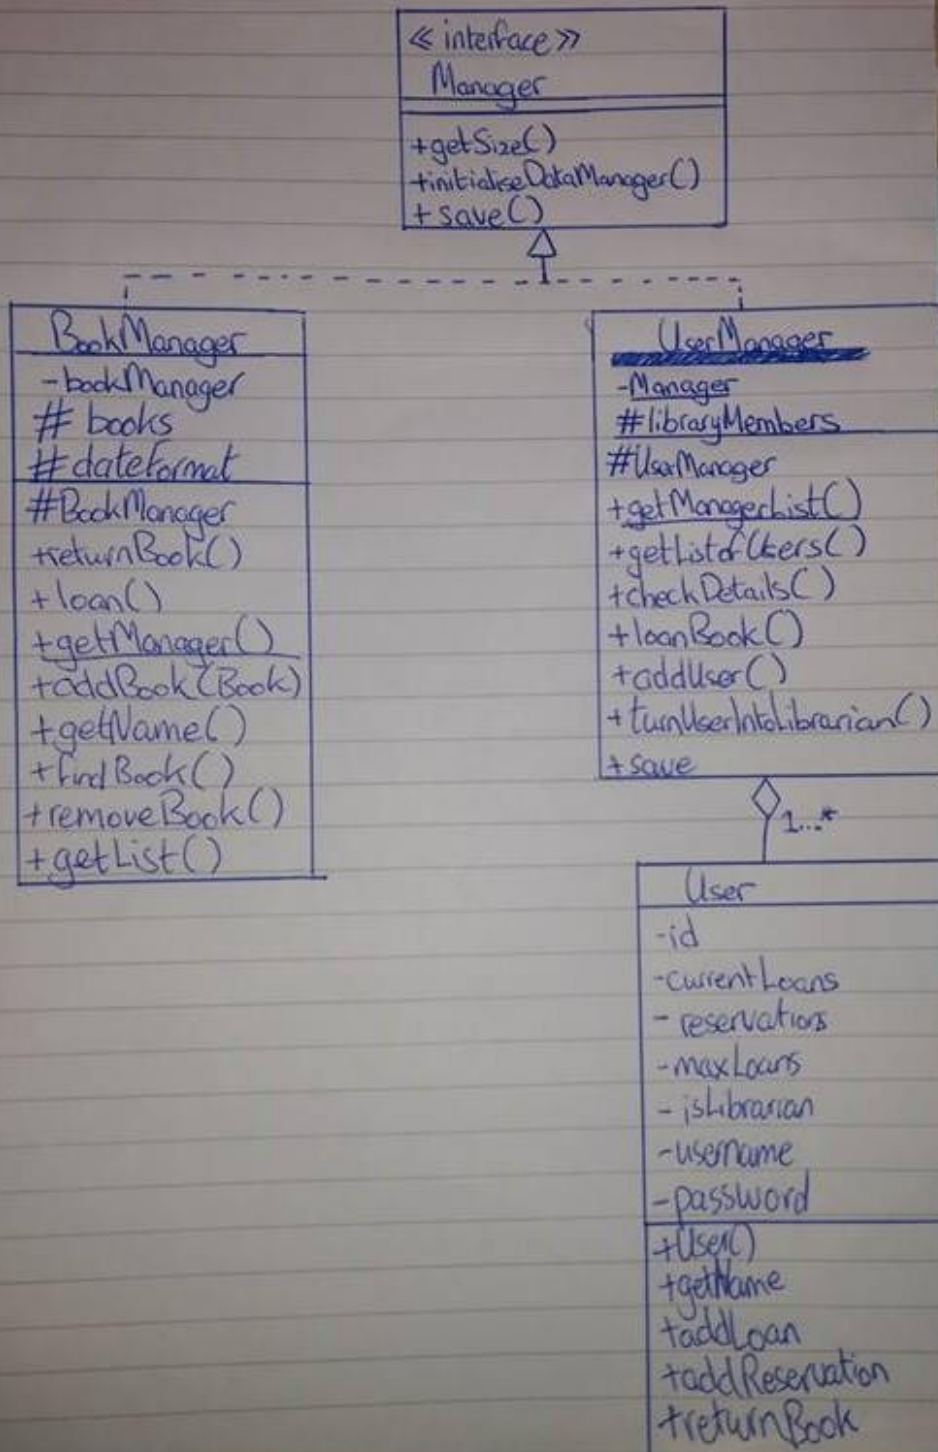 ≪ interface ≫
Manager
+getSize()
+initialiseDataManager()
+ save()
BookManager
-bookManager
# books
# dateFormat
#BookManager
+returnBook()
+ loan()
+getManager()
+addBook(Book)
+getName()
+findBook()
+removeBook()
+getList()
UserManager
-Manager
#libraryMembers
#UserManager
+getManagerList()
+getListofUsers()
+checkDetails()
+loanBook()
+addUser()
+turnUserIntoLibrarian()
+save
1...*
User
-id
-currentLoans
- reservations
-maxLoans
- isLibrarian
-username
-password
+User()
+getName
+addLoan
+addReservation
+returnBook